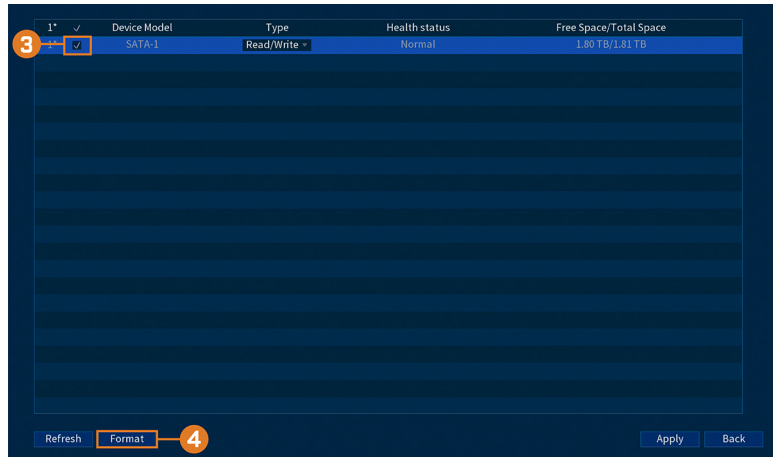 1* ✓ Device Model Type Health status Free Space/Total Space
3 1* ✓ SATA-1 Read/Write Normal 1.80 TB/1.81 TB
Refresh Format 4 Apply Back